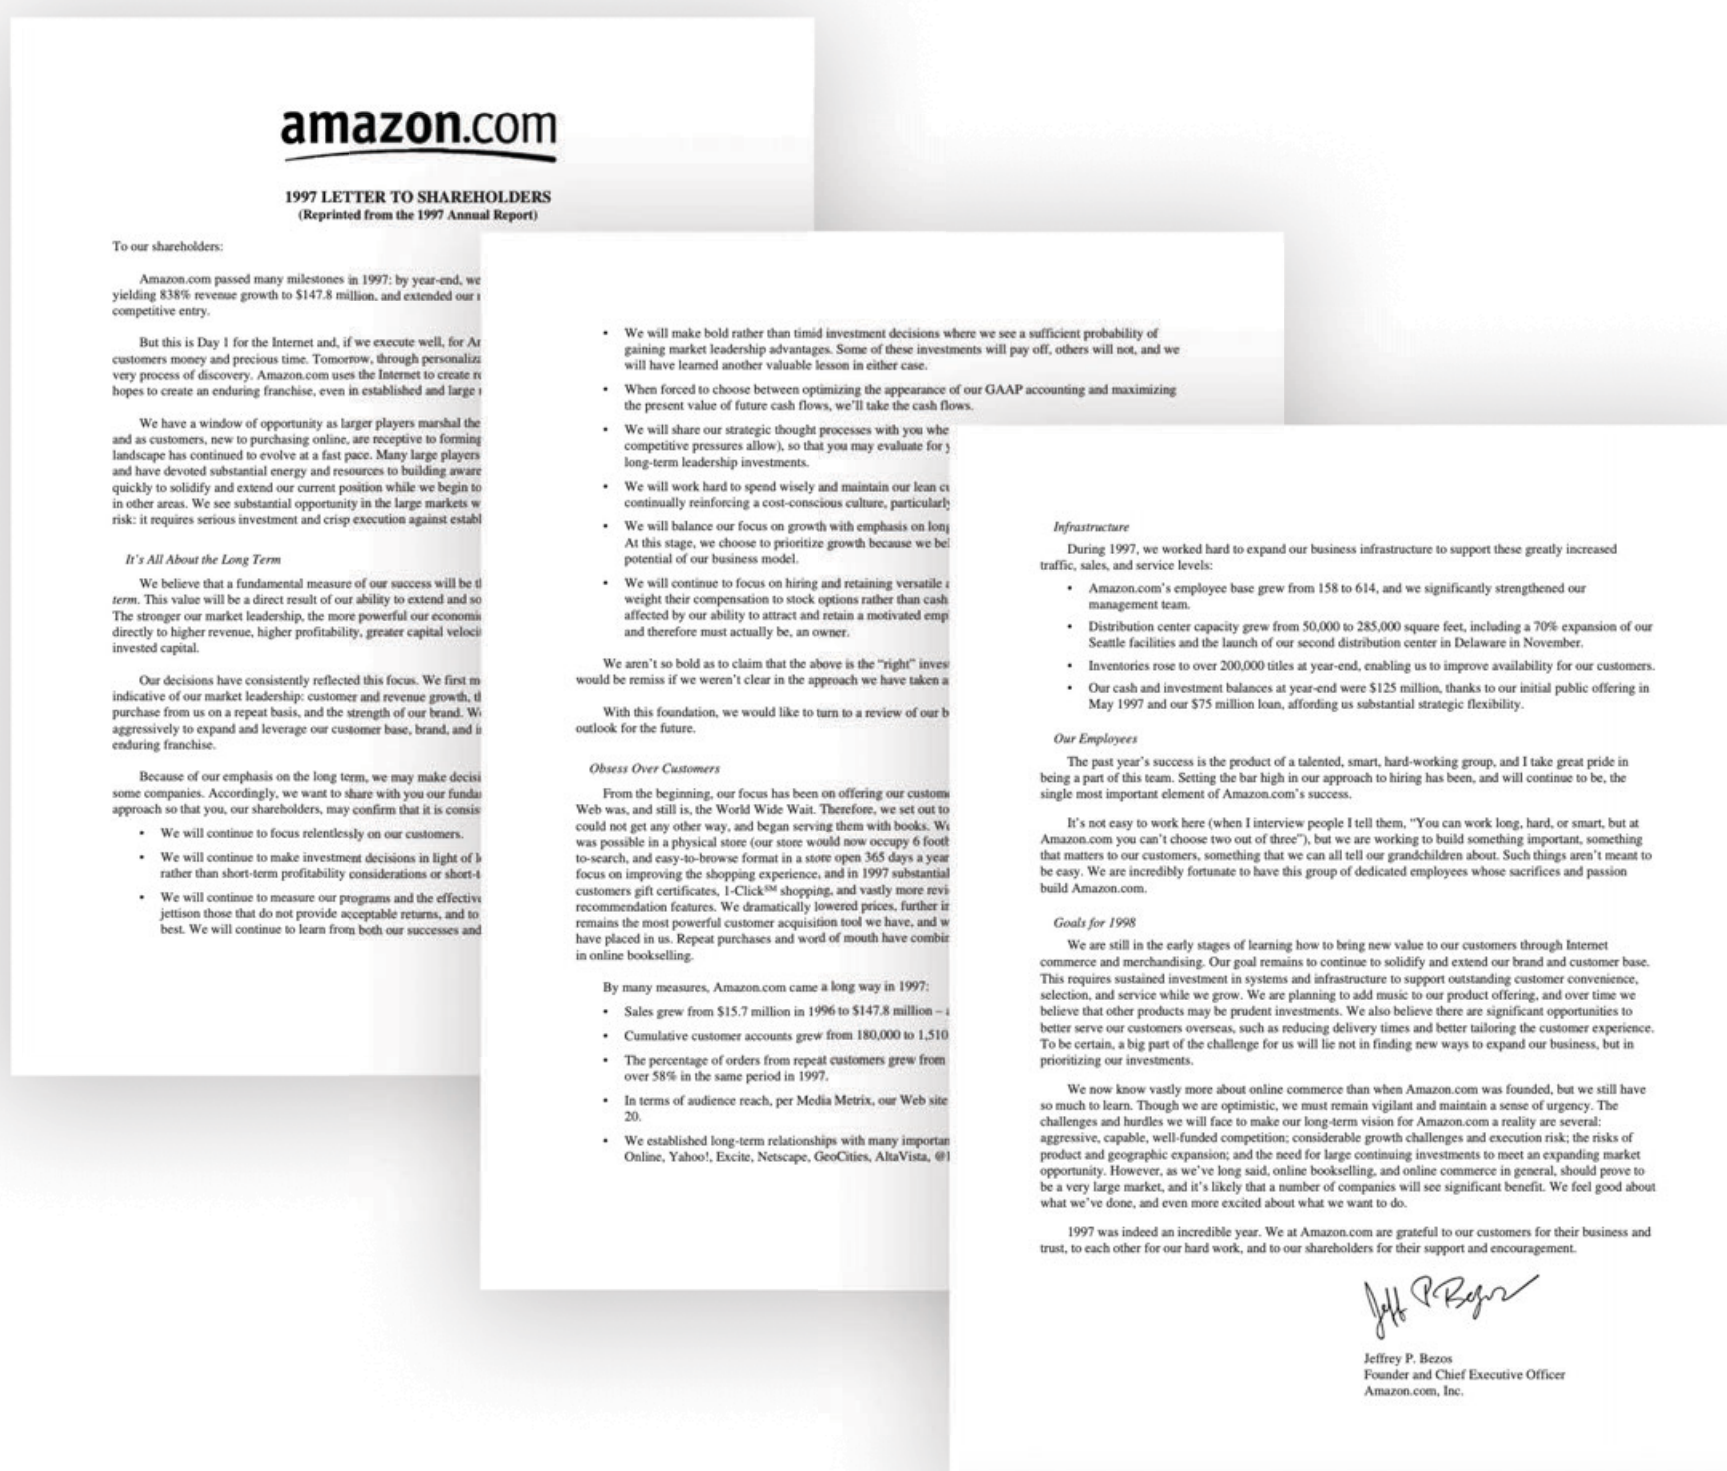 amazon.com
1997 LETTER TO SHAREHOLDERS
(Reprinted from the 1997 Annual Report)
To our shareholders:
Amazon.com passed many milestones in 1997: by year-end, we
yielding 838% revenue growth to $147.8 million, and extended our
competitive entry.
But this is Day 1 for the Internet and, if we execute well, for
customers money and precious time. Tomorrow, through
very process of discovery. Amazon.com uses the Internet to create
hopes to create an enduring franchise, even in established and large
We have a window of opportunity as larger players marshal the
and as customers, new to purchasing online, are receptive to forming
landscape has continued to evolve at a fast pace. Many large players
and have devoted substantial energy and resources to building
quickly to solidify and extend our current position while we begin to
in other areas. We see substantial opportunity in the large markets
risk: it requires serious investment and crisp execution against
It's All About the Long Term
We believe that a fundamental measure of our success will be
term. This value will be a direct result of our ability to extend and
The stronger our market leadership, the more powerful our
directly to higher revenue, higher profitability, greater capital
invested capital.
Our decisions have consistently reflected this focus. We first
indicative of our market leadership: customer and revenue growth,
purchase from us on a repeat basis, and the strength of our brand.
aggressively to expand and leverage our customer base, brand, and
enduring franchise.
Because of our emphasis on the long term, we may make
some companies. Accordingly, we want to share with you our
approach so that you, our shareholders, may confirm that it is
• We will continue to focus relentlessly on our customers.
• We will continue to make investment decisions in light of
rather than short-term profitability considerations or
• We will continue to measure our programs and the
jettison those that do not provide acceptable returns, and to
best. We will continue to learn from both our successes and
• We will make bold rather than timid investment decisions where we see a sufficient probability of
gaining market leadership advantages. Some of these investments will pay off, others will not, and we
will have learned another valuable lesson in either case.
• When forced to choose between optimizing the appearance of our GAAP accounting and maximizing
the present value of future cash flows, we'll take the cash flows.
• We will share our strategic thought processes with you
competitive pressures allow), so that you may evaluate for
long-term leadership investments.
• We will work hard to spend wisely and maintain our lean
continually reinforcing a cost-conscious culture, particularly
• We will balance our focus on growth with emphasis on
At this stage, we choose to prioritize growth because we
potential of our business model.
• We will continue to focus on hiring and retaining versatile
weight their compensation to stock options rather than cash
affected by our ability to attract and retain a motivated
and therefore must actually be, an owner.
We aren't so bold as to claim that the above is the "right"
would be remiss if we weren't clear in the approach we have taken
With this foundation, we would like to turn to a review of our
outlook for the future.
Obsess Over Customers
From the beginning, our focus has been on offering our
Web was, and still is, the World Wide Wait. Therefore, we set out to
could not get any other way, and began serving them with books.
was possible in a physical store (our store would now occupy 6
to-search, and easy-to-browse format in a store open 365 days a year
focus on improving the shopping experience, and in 1997
customers gift certificates, 1-Click℠ shopping, and vastly more
recommendation features. We dramatically lowered prices, further
remains the most powerful customer acquisition tool we have, and
have placed in us. Repeat purchases and word of mouth have
in online bookselling.
By many measures, Amazon.com came a long way in 1997:
• Sales grew from $15.7 million in 1996 to $147.8 million –
• Cumulative customer accounts grew from 180,000 to 1,510
• The percentage of orders from repeat customers grew from
over 58% in the same period in 1997.
• In terms of audience reach, per Media Metrix, our Web site
20.
• We established long-term relationships with many
Online, Yahoo!, Excite, Netscape, GeoCities, AltaVista,
Infrastructure
During 1997, we worked hard to expand our business infrastructure to support these greatly increased
traffic, sales, and service levels:
• Amazon.com's employee base grew from 158 to 614, and we significantly strengthened our
management team.
• Distribution center capacity grew from 50,000 to 285,000 square feet, including a 70% expansion of our
Seattle facilities and the launch of our second distribution center in Delaware in November.
• Inventories rose to over 200,000 titles at year-end, enabling us to improve availability for our customers.
• Our cash and investment balances at year-end were $125 million, thanks to our initial public offering in
May 1997 and our $75 million loan, affording us substantial strategic flexibility.
Our Employees
The past year's success is the product of a talented, smart, hard-working group, and I take great pride in
being a part of this team. Setting the bar high in our approach to hiring has been, and will continue to be, the
single most important element of Amazon.com's success.
It's not easy to work here (when I interview people I tell them, "You can work long, hard, or smart, but at
Amazon.com you can't choose two out of three"), but we are working to build something important, something
that matters to our customers, something that we can all tell our grandchildren about. Such things aren't meant to
be easy. We are incredibly fortunate to have this group of dedicated employees whose sacrifices and passion
build Amazon.com.
Goals for 1998
We are still in the early stages of learning how to bring new value to our customers through Internet
commerce and merchandising. Our goal remains to continue to solidify and extend our brand and customer base.
This requires sustained investment in systems and infrastructure to support outstanding customer convenience,
selection, and service while we grow. We are planning to add music to our product offering, and over time we
believe that other products may be prudent investments. We also believe there are significant opportunities to
better serve our customers overseas, such as reducing delivery times and better tailoring the customer experience.
To be certain, a big part of the challenge for us will lie not in finding new ways to expand our business, but in
prioritizing our investments.
We now know vastly more about online commerce than when Amazon.com was founded, but we still have
so much to learn. Though we are optimistic, we must remain vigilant and maintain a sense of urgency. The
challenges and hurdles we will face to make our long-term vision for Amazon.com a reality are several:
aggressive, capable, well-funded competition; considerable growth challenges and execution risk; the risks of
product and geographic expansion; and the need for large continuing investments to meet an expanding market
opportunity. However, as we've long said, online bookselling, and online commerce in general, should prove to
be a very large market, and it's likely that a number of companies will see significant benefit. We feel good about
what we've done, and even more excited about what we want to do.
1997 was indeed an incredible year. We at Amazon.com are grateful to our customers for their business and
trust, to each other for our hard work, and to our shareholders for their support and encouragement.
Jeff P Bezos
Jeffrey P. Bezos
Founder and Chief Executive Officer
Amazon.com, Inc.